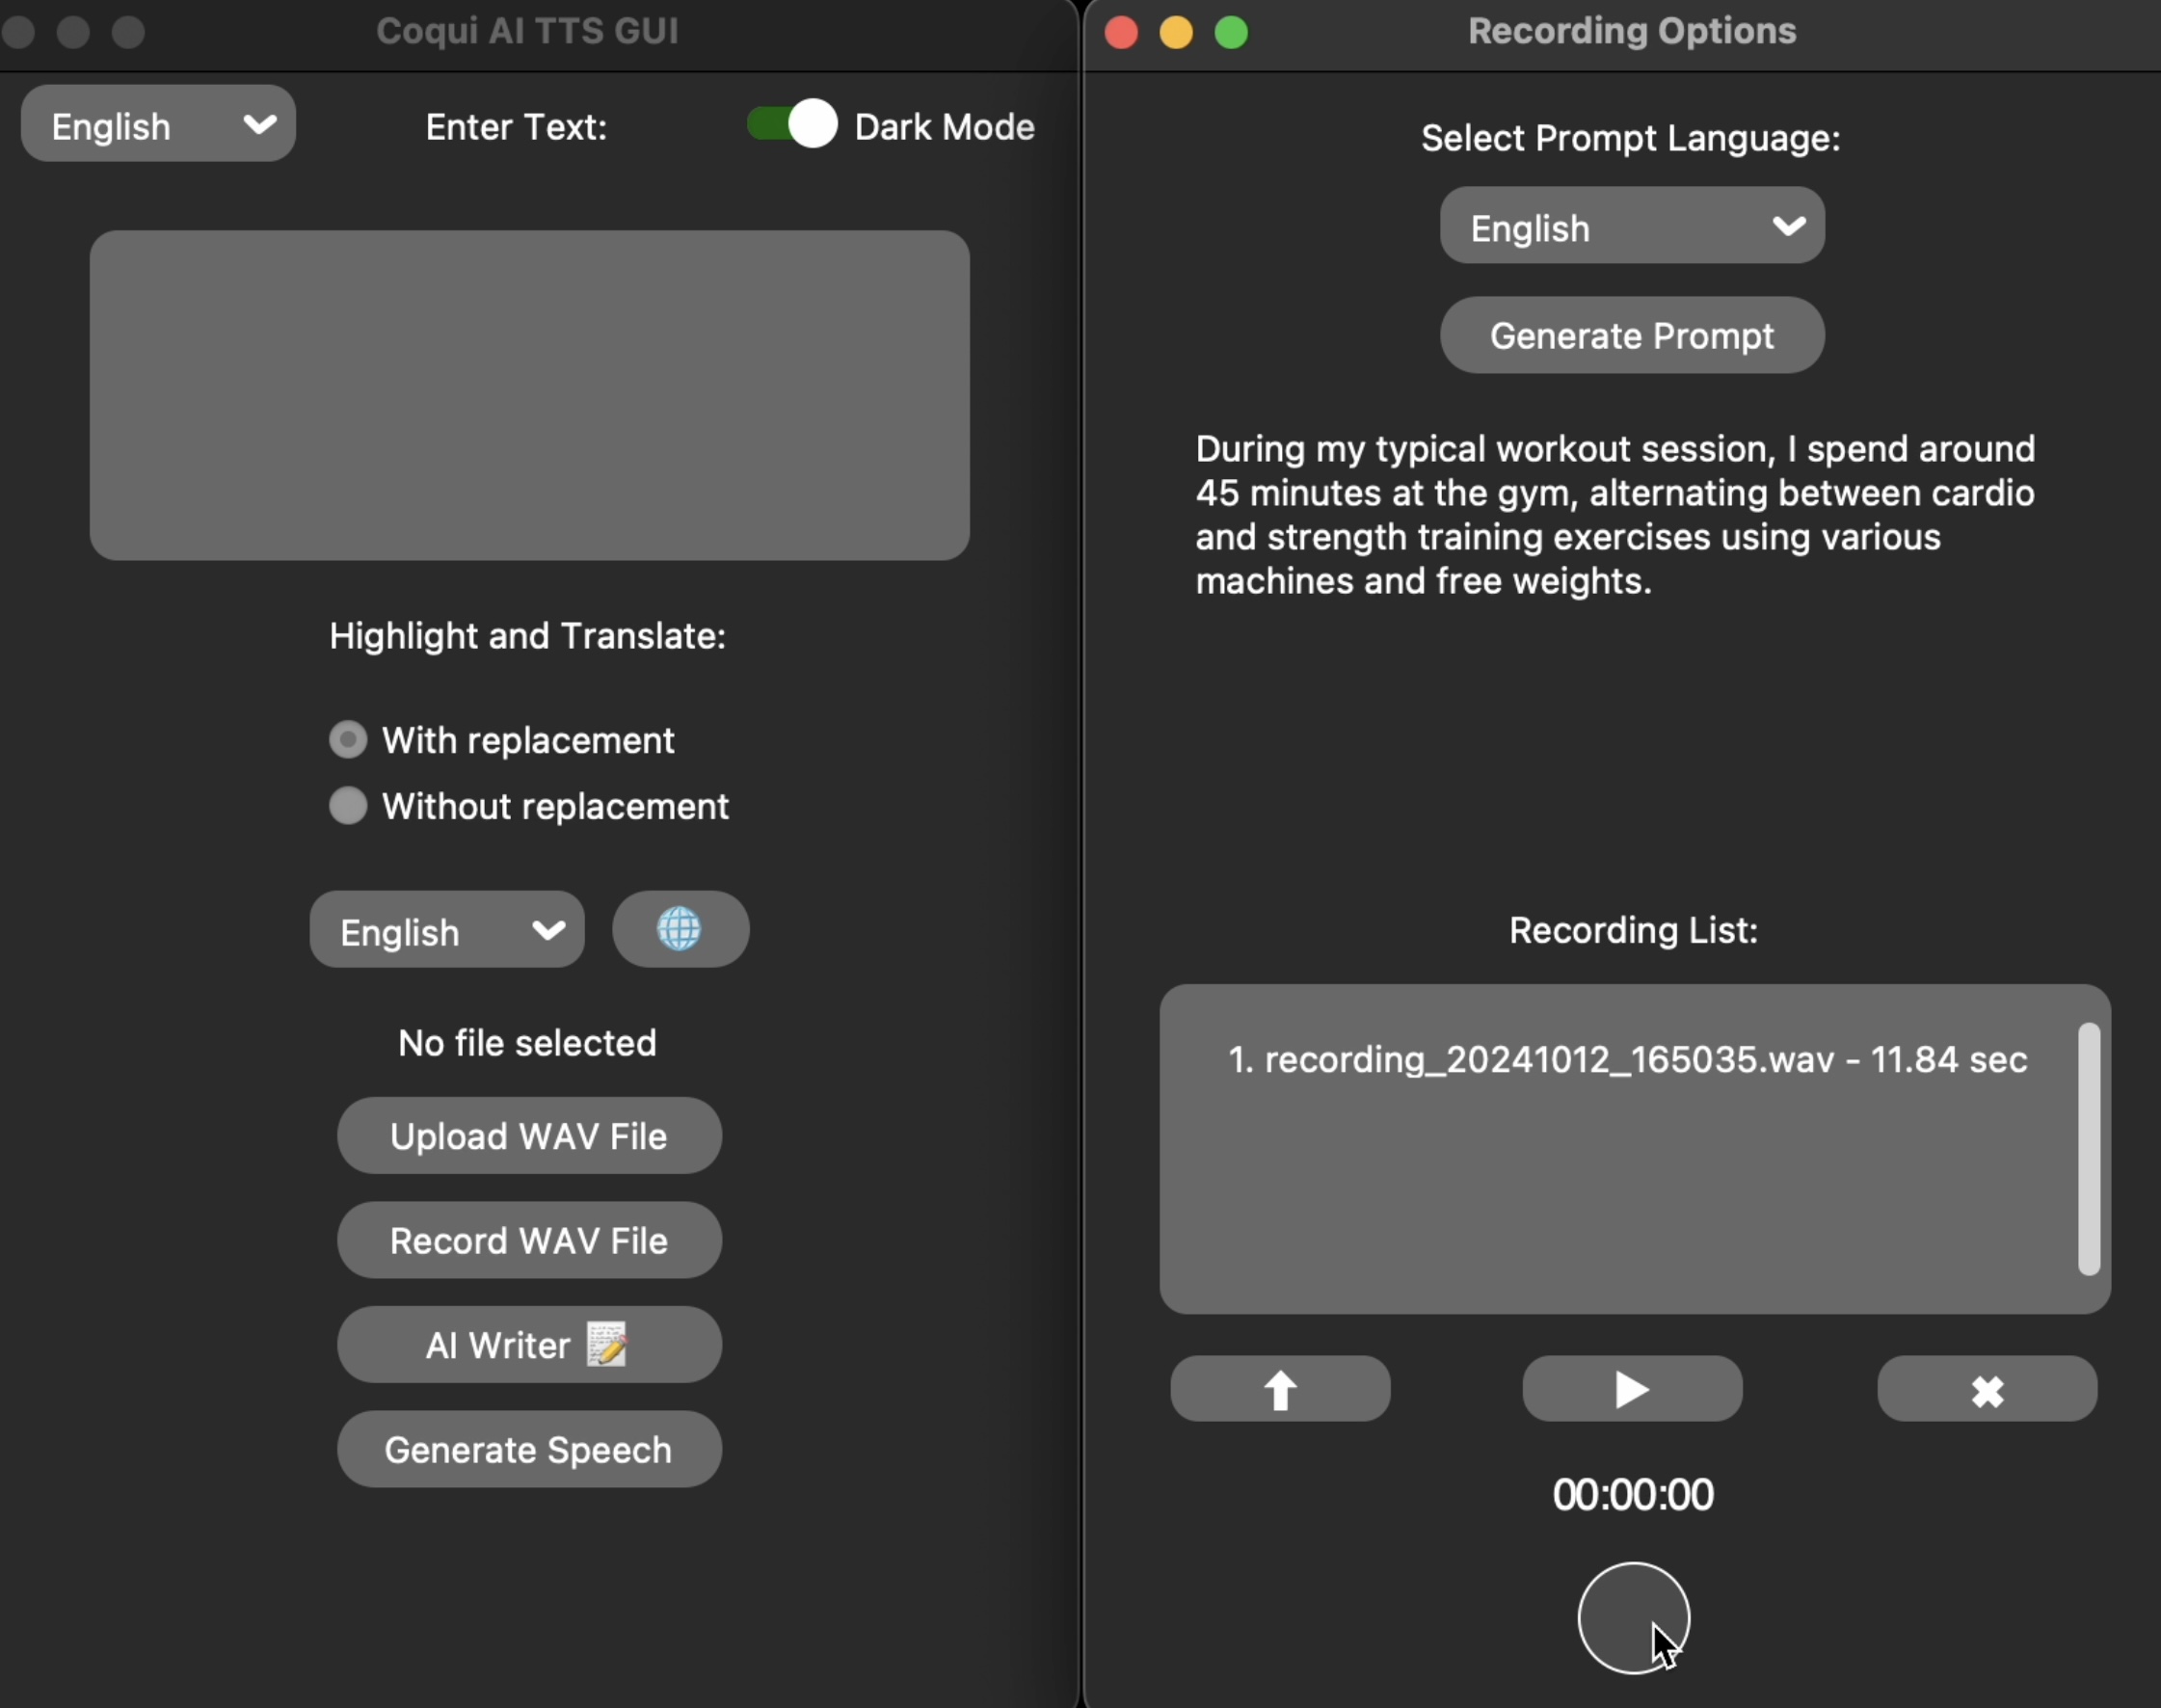 Coqui AI TTS GUI
English
Enter Text:
Dark Mode
Highlight and Translate:
With replacement
Without replacement
English
No file selected
Upload WAV File
Record WAV File
AI Writer
Generate Speech
Recording Options
Select Prompt Language:
English
Generate Prompt
During my typical workout session, I spend around
45 minutes at the gym, alternating between cardio
and strength training exercises using various
machines and free weights.
Recording List:
1. recording_20241012_165035.wav - 11.84 sec
00:00:00